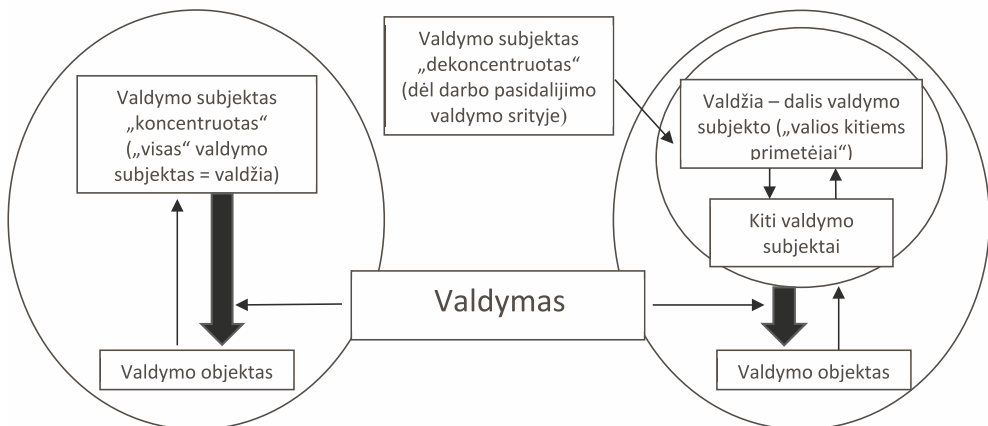 Valdymo subjektas
„koncentruotas“
(„visas“ valdymo
subjektas = valdžia)
Valdymo objektas
Valdymo subjektas
„dekoncentruotas“
(dėl darbo pasidalijimo
valdymo srityje)
Valdymas
Valdžia – dalis valdymo
subjekto („valios kitiems
primetėjai“)
Kiti valdymo
subjektai
Valdymo objektas